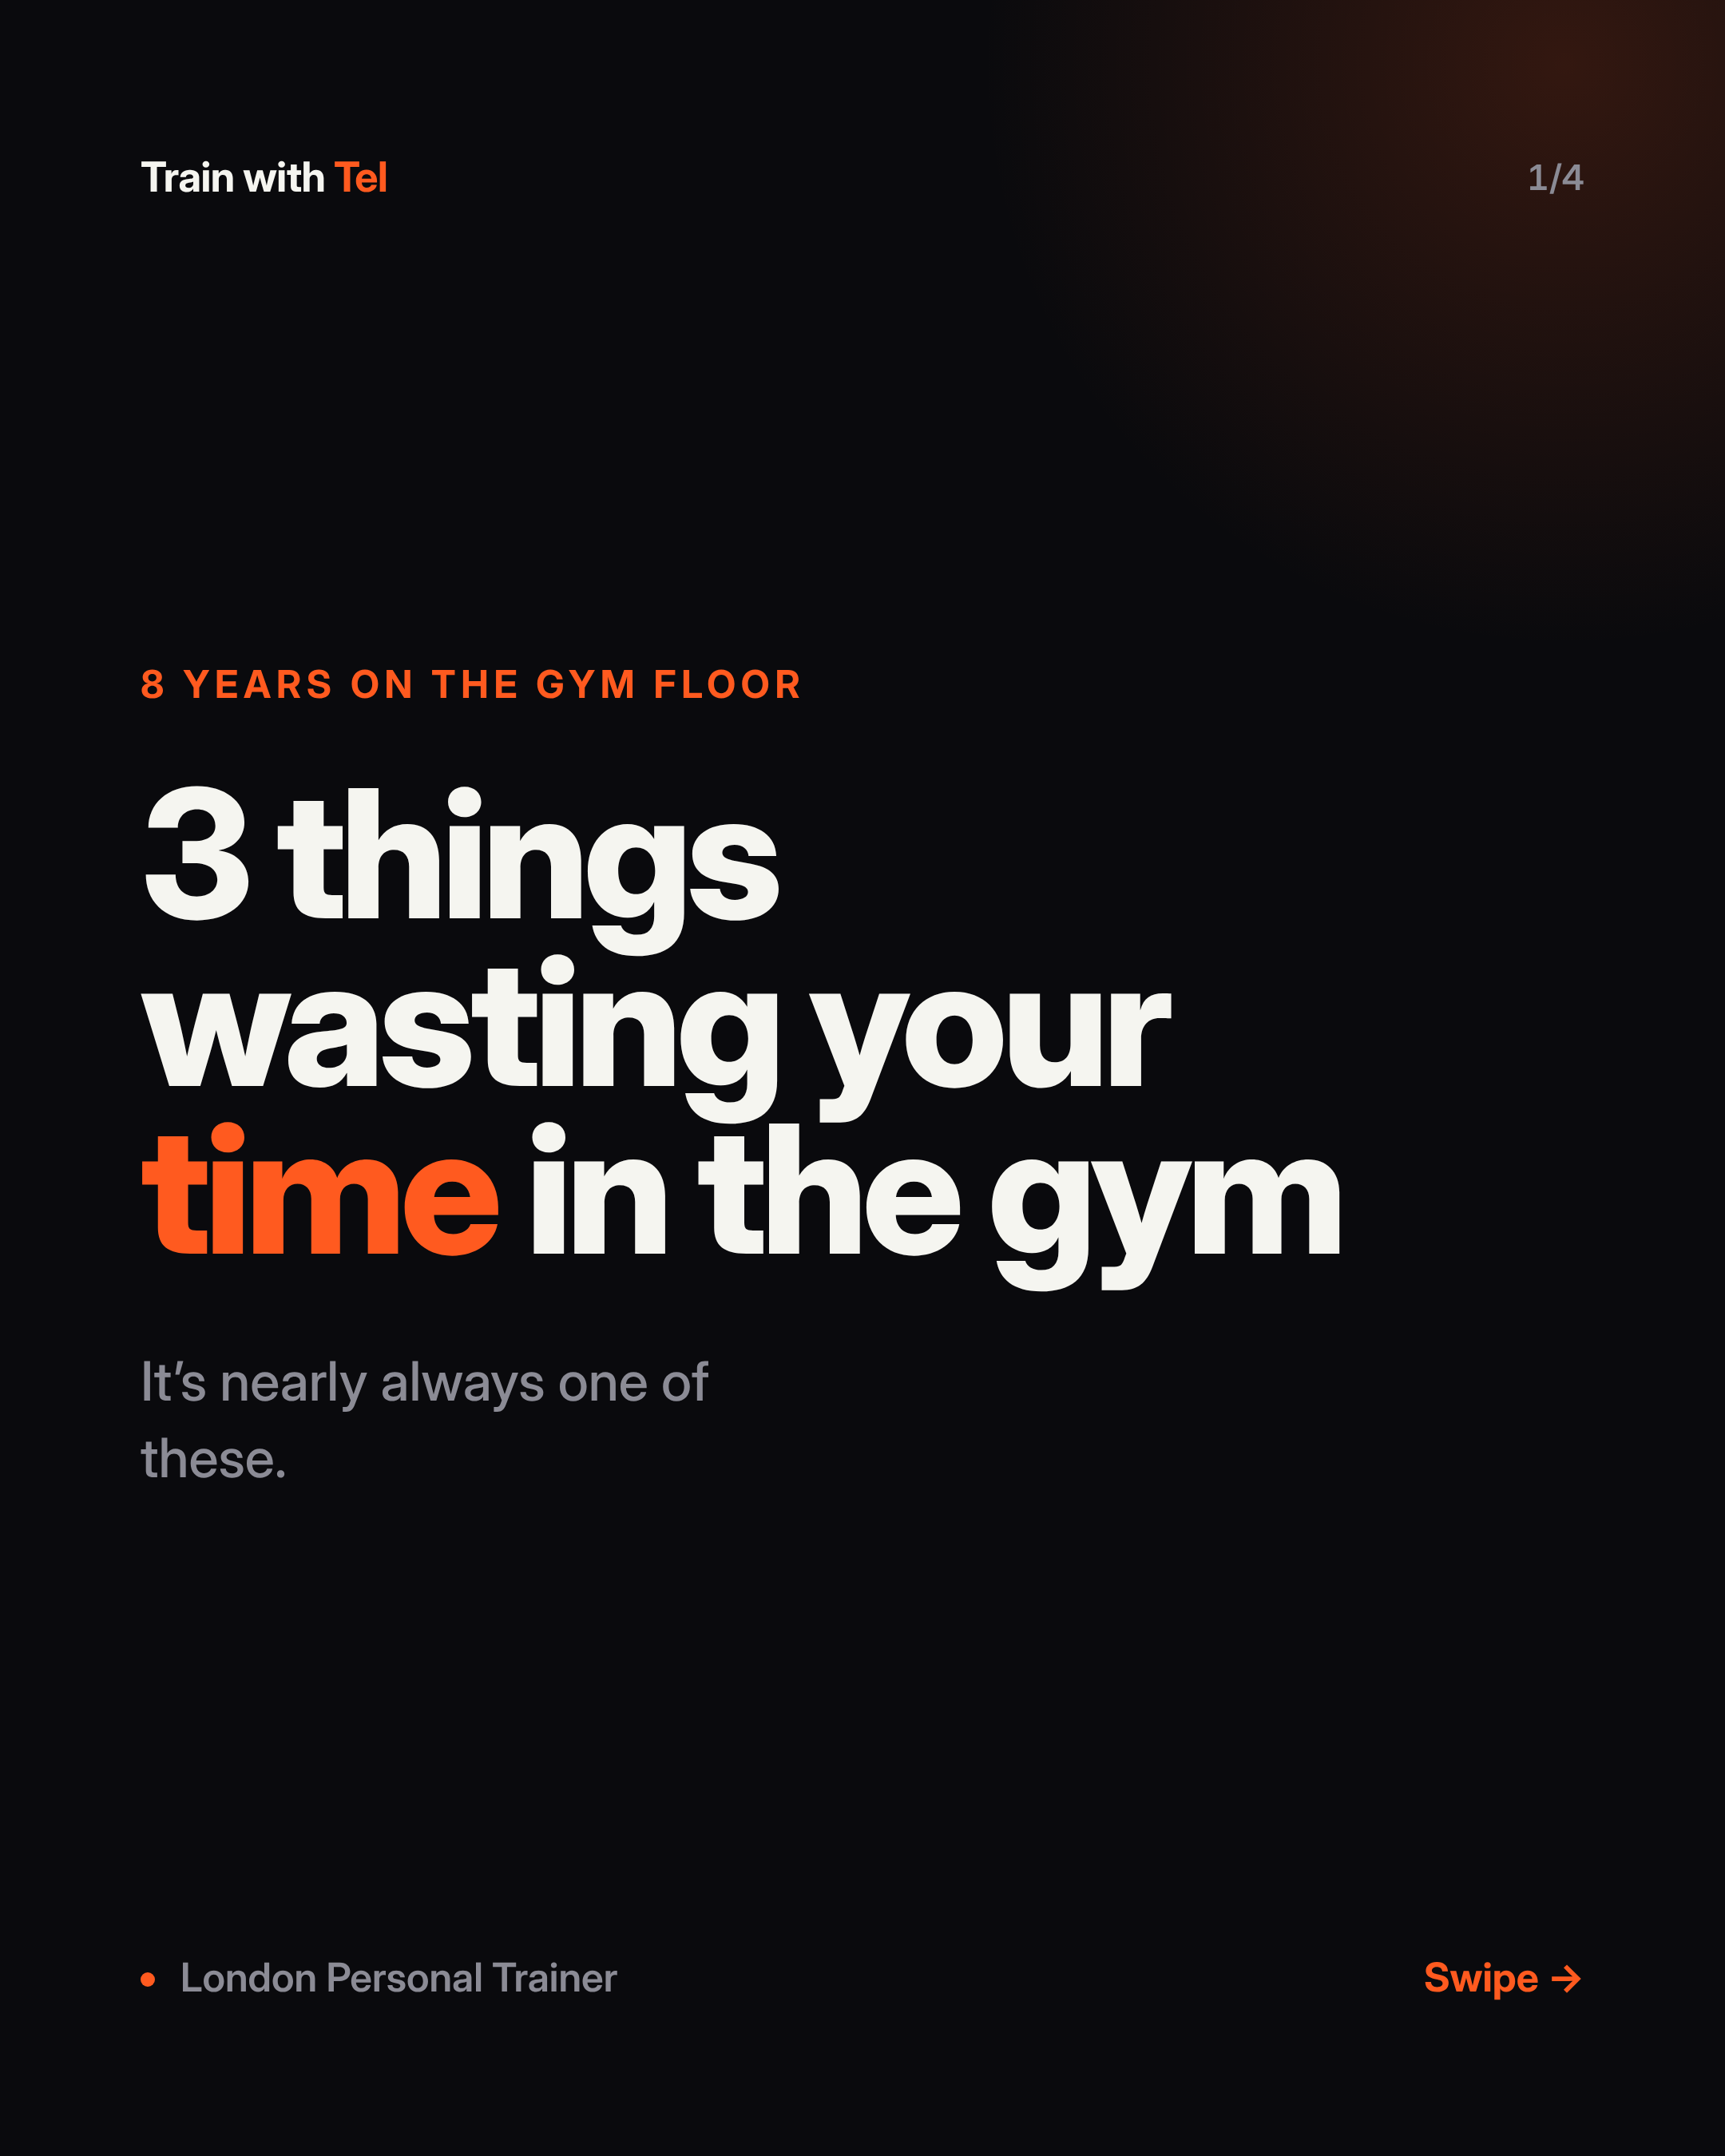 Train with Tel
1/4
8 YEARS ON THE GYM FLOOR
3 things
wasting your
time in the gym
It’s nearly always one of
these.
London Personal Trainer
Swipe →